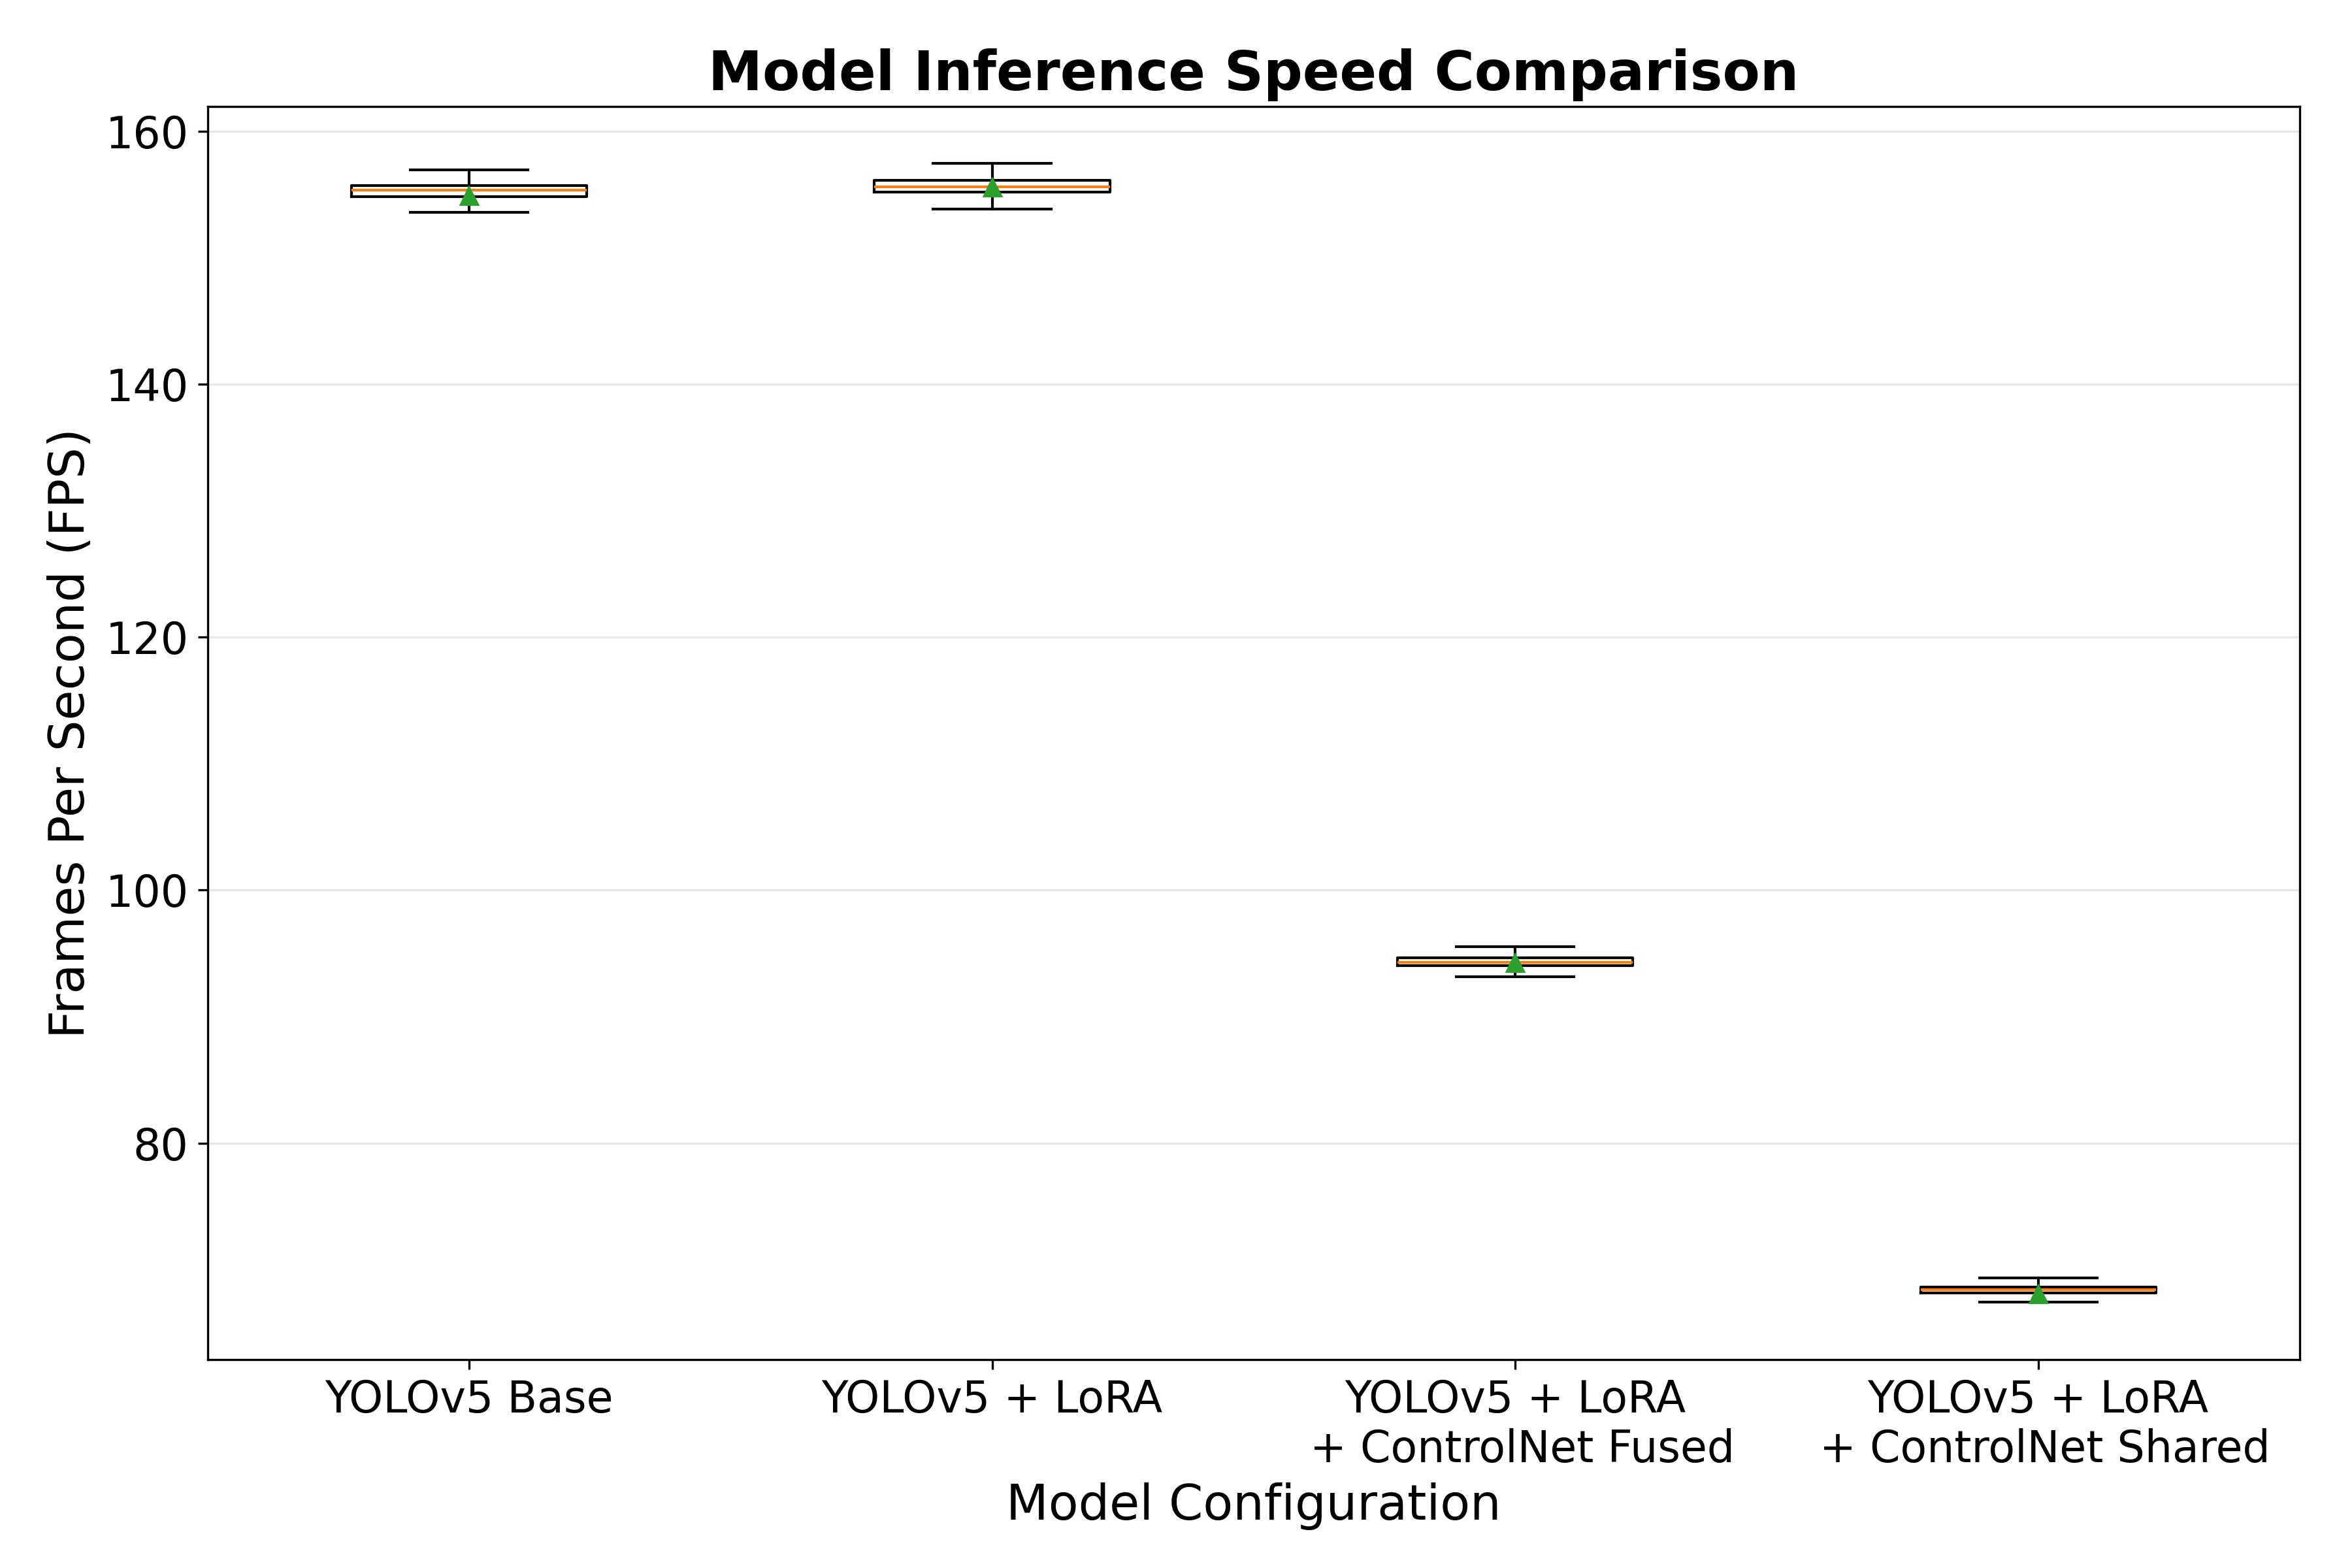 Model Inference Speed Comparison
Frames Per Second (FPS)
160
140
120
100
80
YOLOv5 Base
YOLOv5 + LoRA
YOLOv5 + LoRA
+ ControlNet Fused
YOLOv5 + LoRA
+ ControlNet Shared
Model Configuration